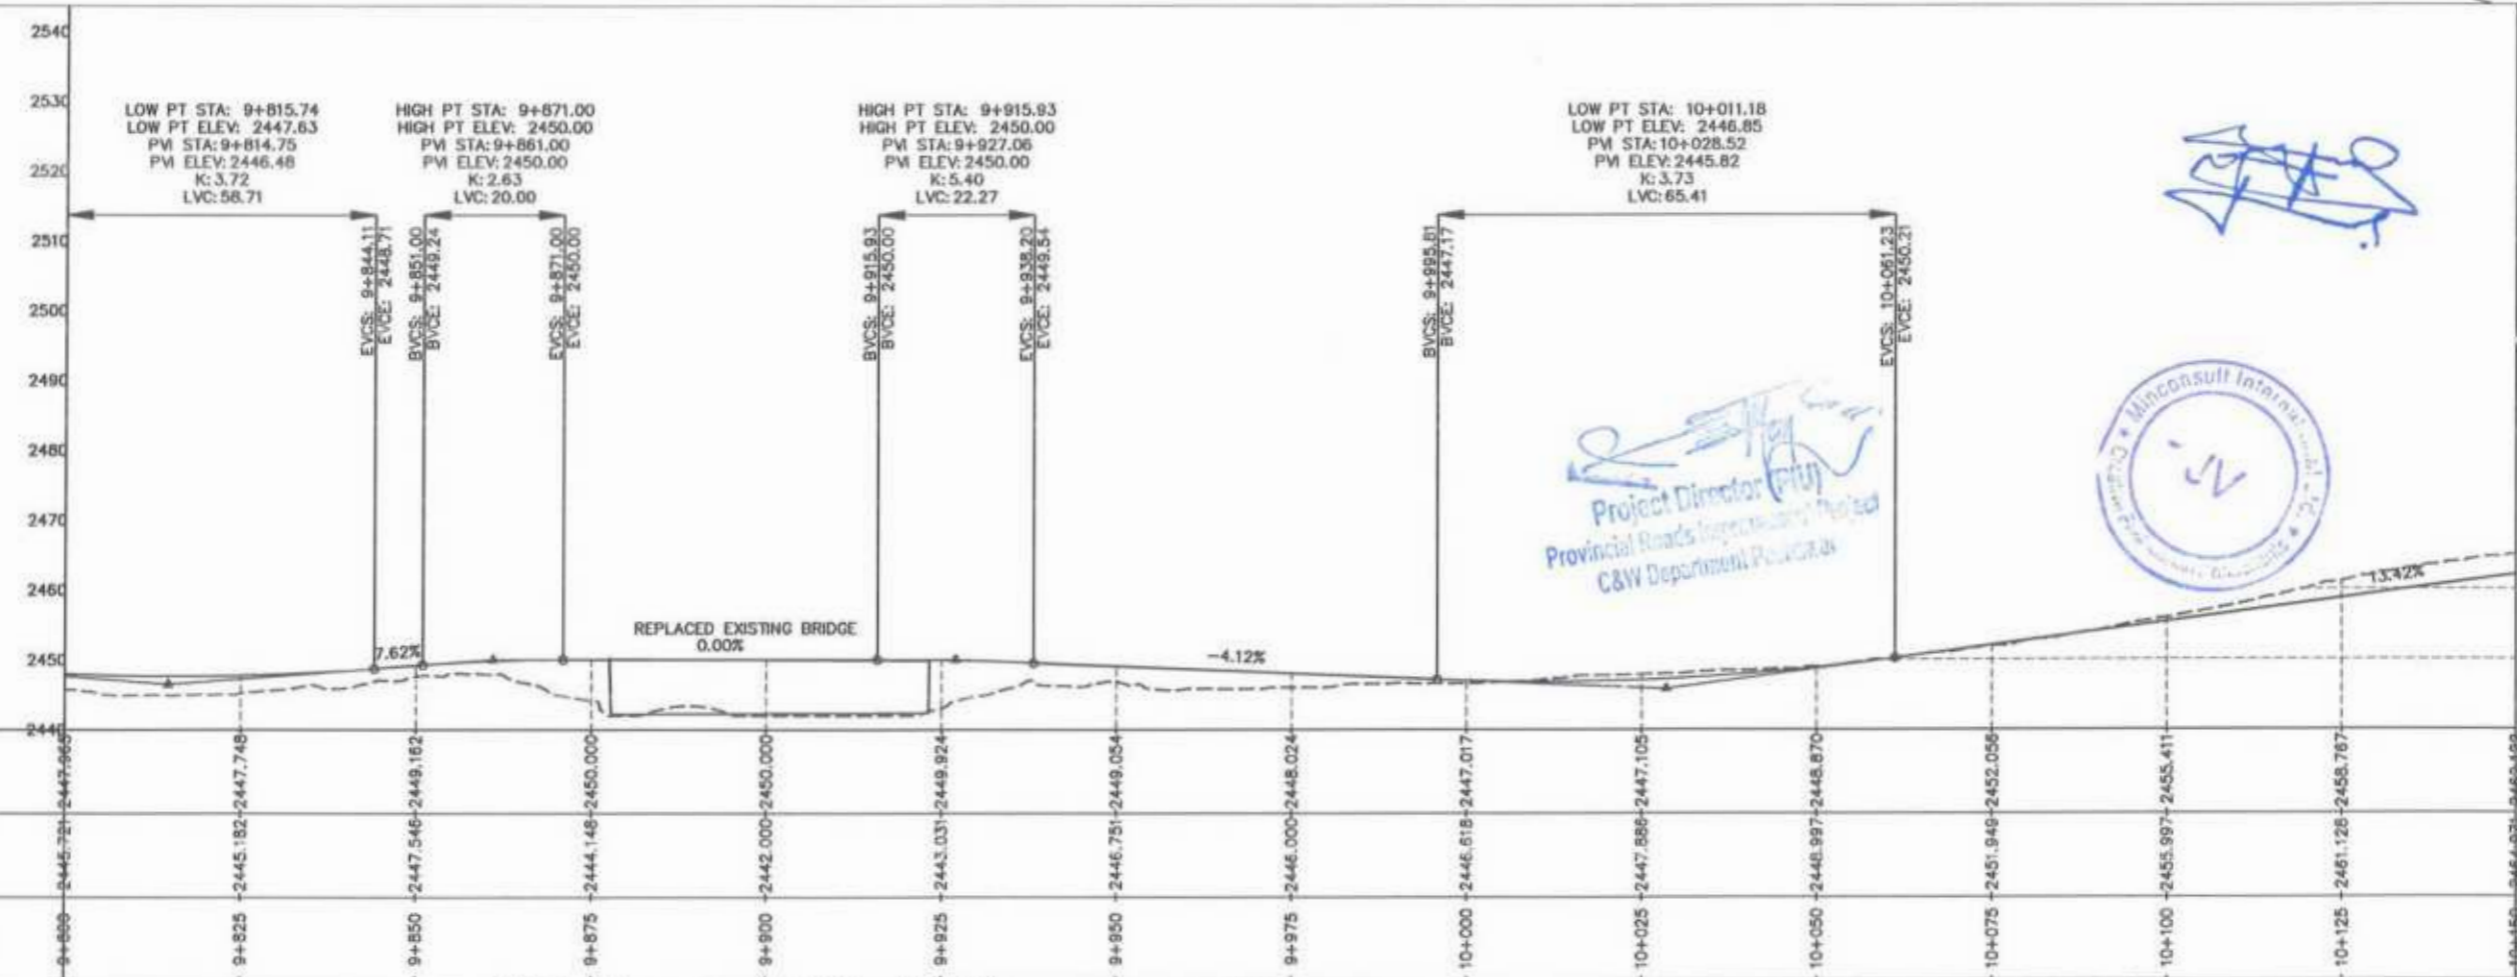 2540
2530
2520
2510
2500
2490
2480
2470
2460
2450
2440
LOW PT STA: 9+815.74
LOW PT ELEV: 2447.63
PVI STA: 9+814.75
PVI ELEV: 2446.48
K: 3.72
LVC: 58.71
HIGH PT STA: 9+871.00
HIGH PT ELEV: 2450.00
PVI STA: 9+861.00
PVI ELEV: 2450.00
K: 2.63
LVC: 20.00
HIGH PT STA: 9+915.93
HIGH PT ELEV: 2450.00
PVI STA: 9+927.06
PVI ELEV: 2450.00
K: 5.40
LVC: 22.27
LOW PT STA: 10+011.18
LOW PT ELEV: 2446.85
PVI STA: 10+028.52
PVI ELEV: 2445.82
K: 3.73
LVC: 65.41
EVCS: 9+844.11
EVCE: 2448.71
BVCS: 9+851.00
BVCE: 2449.24
EVCS: 9+871.00
EVCE: 2450.00
BVCS: 9+915.93
BVCE: 2450.00
EVCS: 9+938.20
EVCE: 2449.54
BVCS: 9+995.81
BVCE: 2447.17
EVCS: 10+061.23
EVCE: 2450.21
Minconsult
Project Director (PIU)
Provincial Roads Project
C&W Department
7.62%
REPLACED EXISTING BRIDGE
0.00%
-4.12%
13.42%
2447.965
2447.748
2449.162
2450.000
2450.000
2449.924
2449.054
2448.024
2447.017
2447.105
2448.870
2452.056
2455.411
2458.767
2445.721
2445.182
2447.546
2444.148
2442.000
2443.031
2446.751
2446.000
2446.618
2447.886
2448.997
2451.949
2455.997
2461.128
9+800
9+825
9+850
9+875
9+900
9+925
9+950
9+975
10+000
10+025
10+050
10+075
10+100
10+125